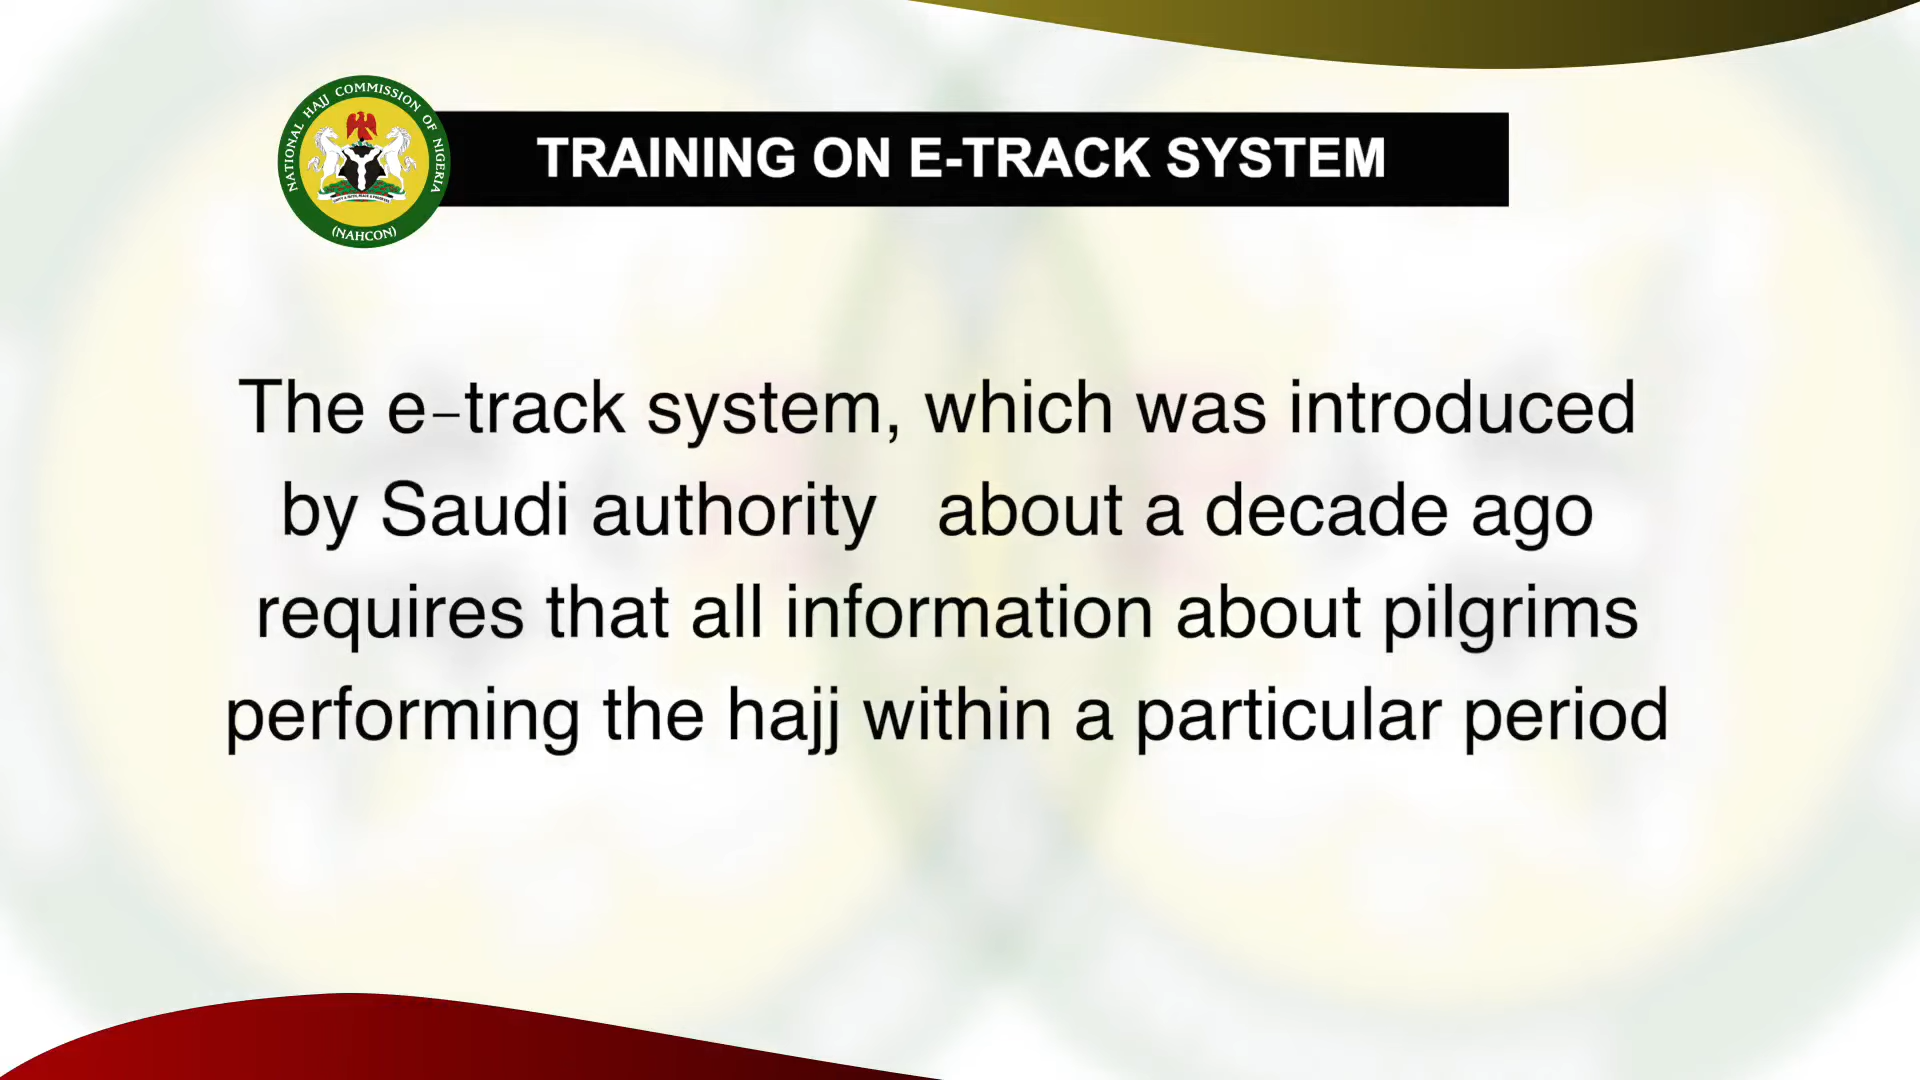 NATIONAL HAJJ COMMISSION OF NIGERIA
(NAHCON)
TRAINING ON E-TRACK SYSTEM
The e-track system, which was introduced
by Saudi authority about a decade ago
requires that all information about pilgrims
performing the hajj within a particular period